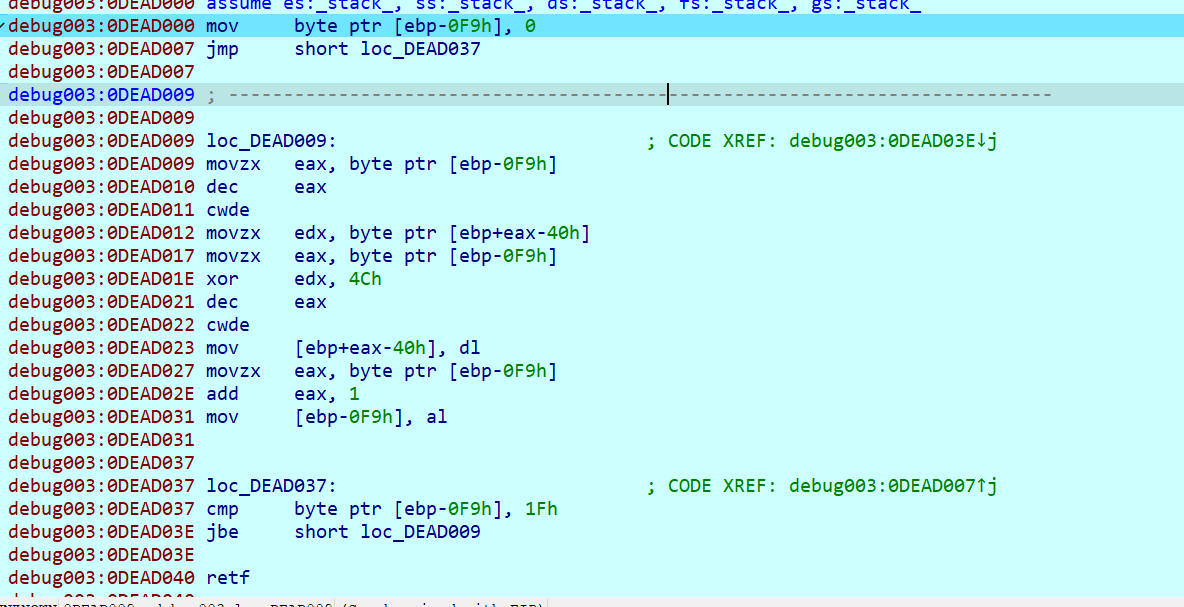 debug003:0DEAD000 assume es:_stack_, ss:_stack_, ds:_stack_, fs:_stack_, gs:_stack_
debug003:0DEAD000 mov     byte ptr [ebp-0F9h], 0
debug003:0DEAD007 jmp     short loc_DEAD037
debug003:0DEAD007
debug003:0DEAD009 ; ---------------------------------------------------------------------------
debug003:0DEAD009
debug003:0DEAD009 loc_DEAD009:                            ; CODE XREF: debug003:0DEAD03E↓j
debug003:0DEAD009 movzx   eax, byte ptr [ebp-0F9h]
debug003:0DEAD010 dec     eax
debug003:0DEAD011 cwde
debug003:0DEAD012 movzx   edx, byte ptr [ebp+eax-40h]
debug003:0DEAD017 movzx   eax, byte ptr [ebp-0F9h]
debug003:0DEAD01E xor     edx, 4Ch
debug003:0DEAD021 dec     eax
debug003:0DEAD022 cwde
debug003:0DEAD023 mov     [ebp+eax-40h], dl
debug003:0DEAD027 movzx   eax, byte ptr [ebp-0F9h]
debug003:0DEAD02E add     eax, 1
debug003:0DEAD031 mov     [ebp-0F9h], al
debug003:0DEAD031
debug003:0DEAD037
debug003:0DEAD037 loc_DEAD037:                            ; CODE XREF: debug003:0DEAD007↑j
debug003:0DEAD037 cmp     byte ptr [ebp-0F9h], 1Fh
debug003:0DEAD03E jbe     short loc_DEAD009
debug003:0DEAD03E
debug003:0DEAD040 retf